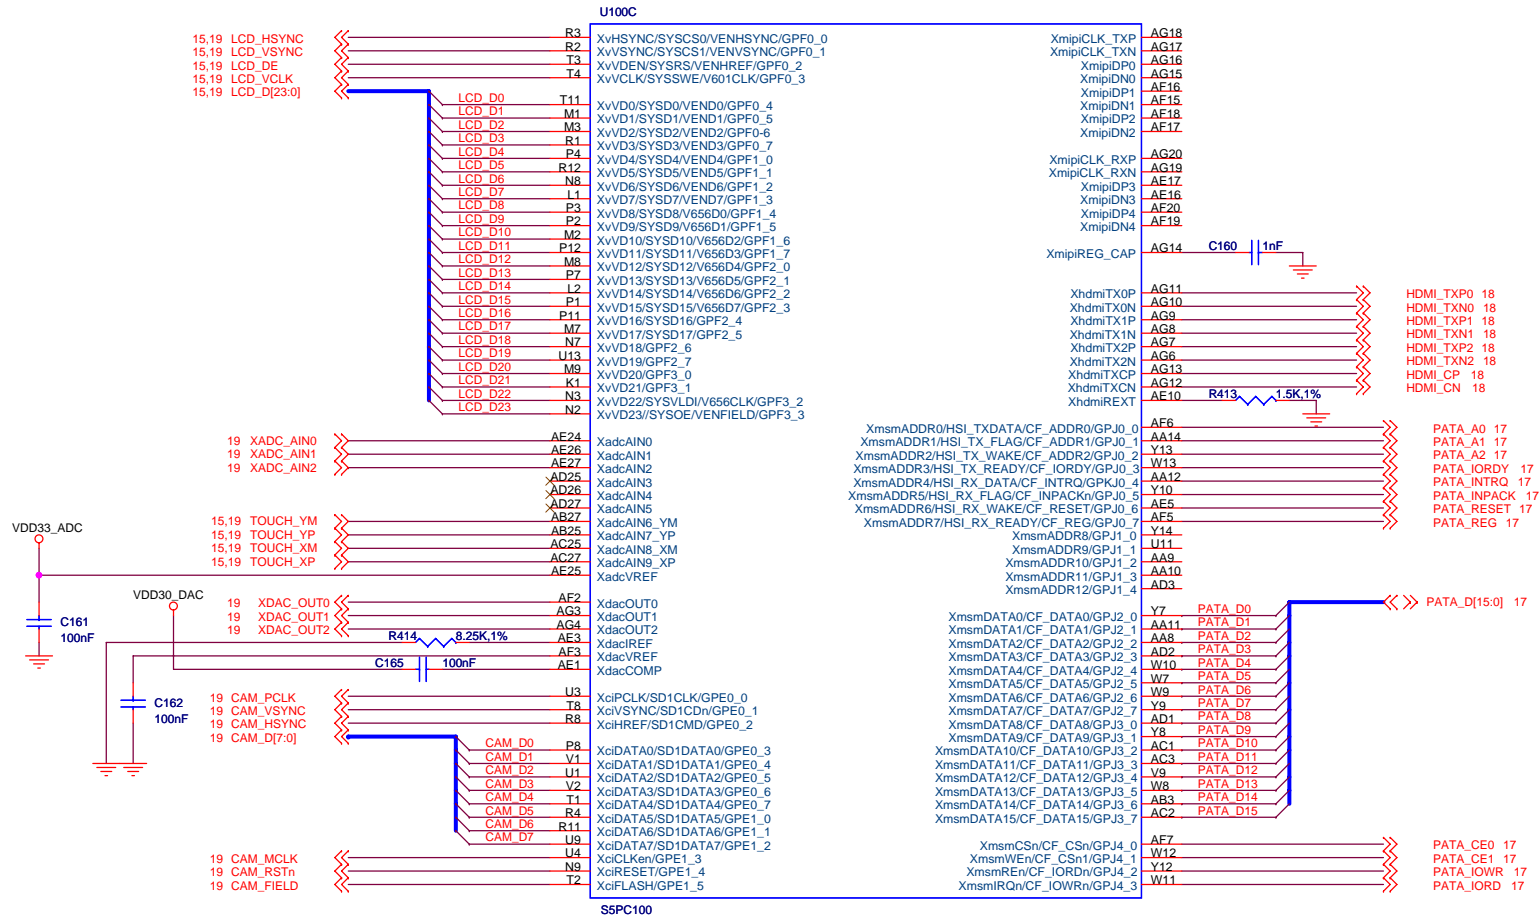 U100C
15,19 LCD_HSYNC R3 XvHSYNC/SYSCS0/VENHSYNC/GPF0_0
15,19 LCD_VSYNC R2 XvVSYNC/SYSCS1/VENVSYNC/GPF0_1
15,19 LCD_DE T3 XvVDEN/SYSRS/VENHREF/GPF0_2
15,19 LCD_VCLK T4 XvVCLK/SYSSWE/V601CLK/GPF0_3
15,19 LCD_D[23:0]
LCD_D0 T11 XvVD0/SYSD0/VEND0/GPF0_4
LCD_D1 M1 XvVD1/SYSD1/VEND1/GPF0_5
LCD_D2 M3 XvVD2/SYSD2/VEND2/GPF0-6
LCD_D3 R1 XvVD3/SYSD3/VEND3/GPF0_7
LCD_D4 P4 XvVD4/SYSD4/VEND4/GPF1_0
LCD_D5 R12 XvVD5/SYSD5/VEND5/GPF1_1
LCD_D6 N8 XvVD6/SYSD6/VEND6/GPF1_2
LCD_D7 L1 XvVD7/SYSD7/VEND7/GPF1_3
LCD_D8 P3 XvVD8/SYSD8/V656D0/GPF1_4
LCD_D9 P2 XvVD9/SYSD9/V656D1/GPF1_5
LCD_D10 M2 XvVD10/SYSD10/V656D2/GPF1_6
LCD_D11 P12 XvVD11/SYSD11/V656D3/GPF1_7
LCD_D12 M8 XvVD12/SYSD12/V656D4/GPF2_0
LCD_D13 P7 XvVD13/SYSD13/V656D5/GPF2_1
LCD_D14 L2 XvVD14/SYSD14/V656D6/GPF2_2
LCD_D15 P1 XvVD15/SYSD15/V656D7/GPF2_3
LCD_D16 P11 XvVD16/SYSD16/GPF2_4
LCD_D17 M7 XvVD17/SYSD17/GPF2_5
LCD_D18 N7 XvVD18/GPF2_6
LCD_D19 U13 XvVD19/GPF2_7
LCD_D20 M9 XvVD20/GPF3_0
LCD_D21 K1 XvVD21/GPF3_1
LCD_D22 N3 XvVD22/SYSVLDI/V656CLK/GPF3_2
LCD_D23 N2 XvVD23//SYSOE/VENFIELD/GPF3_3
19 XADC_AIN0 AE24 XadcAIN0
19 XADC_AIN1 AE26 XadcAIN1
19 XADC_AIN2 AE27 XadcAIN2
AD25 XadcAIN3
AD26 XadcAIN4
AD27 XadcAIN5
15,19 TOUCH_YM AB27 XadcAIN6_YM
15,19 TOUCH_YP AB25 XadcAIN7_YP
15,19 TOUCH_XM AC25 XadcAIN8_XM
15,19 TOUCH_XP AC27 XadcAIN9_XP
VDD33_ADC AE25 XadcVREF
C161 100nF
VDD30_DAC
19 XDAC_OUT0 AF2 XdacOUT0
19 XDAC_OUT1 AG3 XdacOUT1
19 XDAC_OUT2 AG4 XdacOUT2
R414 8.25K,1% AE3 XdacIREF
AF3 XdacVREF
C165 100nF AE1 XdacCOMP
C162 100nF
19 CAM_PCLK U3 XciPCLK/SD1CLK/GPE0_0
19 CAM_VSYNC T8 XciVSYNC/SD1CDn/GPE0_1
19 CAM_HSYNC R8 XciHREF/SD1CMD/GPE0_2
19 CAM_D[7:0]
CAM_D0 P8 XciDATA0/SD1DATA0/GPE0_3
CAM_D1 V1 XciDATA1/SD1DATA1/GPE0_4
CAM_D2 U1 XciDATA2/SD1DATA2/GPE0_5
CAM_D3 V2 XciDATA3/SD1DATA3/GPE0_6
CAM_D4 T1 XciDATA4/SD1DATA4/GPE0_7
CAM_D5 R4 XciDATA5/SD1DATA5/GPE1_0
CAM_D6 R11 XciDATA6/SD1DATA6/GPE1_1
CAM_D7 U9 XciDATA7/SD1DATA7/GPE1_2
19 CAM_MCLK U4 XciCLKen/GPE1_3
19 CAM_RSTn N9 XciRESET/GPE1_4
19 CAM_FIELD T2 XciFLASH/GPE1_5
XmipiCLK_TXP AG18
XmipiCLK_TXN AG17
XmipiDP0 AG16
XmipiDN0 AG15
XmipiDP1 AF16
XmipiDN1 AF15
XmipiDP2 AF18
XmipiDN2 AF17
XmipiCLK_RXP AG20
XmipiCLK_RXN AG19
XmipiDP3 AE17
XmipiDN3 AE16
XmipiDP4 AF20
XmipiDN4 AF19
XmipiREG_CAP AG14 C160 1nF
XhdmiTX0P AG11 HDMI_TXP0 18
XhdmiTX0N AG10 HDMI_TXN0 18
XhdmiTX1P AG9 HDMI_TXP1 18
XhdmiTX1N AG8 HDMI_TXN1 18
XhdmiTX2P AG7 HDMI_TXP2 18
XhdmiTX2N AG6 HDMI_TXN2 18
XhdmiTXCP AG13 HDMI_CP 18
XhdmiTXCN AG12 HDMI_CN 18
XhdmiREXT AE10 R413 1.5K,1%
XmsmADDR0/HSI_TXDATA/CF_ADDR0/GPJ0_0 AF6 PATA_A0 17
XmsmADDR1/HSI_TX_FLAG/CF_ADDR1/GPJ0_1 AA14 PATA_A1 17
XmsmADDR2/HSI_TX_WAKE/CF_ADDR2/GPJ0_2 Y13 PATA_A2 17
XmsmADDR3/HSI_TX_READY/CF_IORDY/GPJ0_3 W13 PATA_IORDY 17
XmsmADDR4/HSI_RX_DATA/CF_INTRQ/GPKJ0_4 AA12 PATA_INTRQ 17
XmsmADDR5/HSI_RX_FLAG/CF_INPACKn/GPJ0_5 Y10 PATA_INPACK 17
XmsmADDR6/HSI_RX_WAKE/CF_RESET/GPJ0_6 AE5 PATA_RESET 17
XmsmADDR7/HSI_RX_READY/CF_REG/GPJ0_7 AF5 PATA_REG 17
XmsmADDR8/GPJ1_0 Y14
XmsmADDR9/GPJ1_1 U11
XmsmADDR10/GPJ1_2 AA9
XmsmADDR11/GPJ1_3 AA10
XmsmADDR12/GPJ1_4 AD3
PATA_D[15:0] 17
XmsmDATA0/CF_DATA0/GPJ2_0 Y7 PATA_D0
XmsmDATA1/CF_DATA1/GPJ2_1 AA11 PATA_D1
XmsmDATA2/CF_DATA2/GPJ2_2 AA8 PATA_D2
XmsmDATA3/CF_DATA3/GPJ2_3 AD2 PATA_D3
XmsmDATA4/CF_DATA4/GPJ2_4 W10 PATA_D4
XmsmDATA5/CF_DATA5/GPJ2_5 W7 PATA_D5
XmsmDATA6/CF_DATA6/GPJ2_6 W9 PATA_D6
XmsmDATA7/CF_DATA7/GPJ2_7 Y9 PATA_D7
XmsmDATA8/CF_DATA8/GPJ3_0 AD1 PATA_D8
XmsmDATA9/CF_DATA9/GPJ3_1 Y8 PATA_D9
XmsmDATA10/CF_DATA10/GPJ3_2 AC1 PATA_D10
XmsmDATA11/CF_DATA11/GPJ3_3 AC3 PATA_D11
XmsmDATA12/CF_DATA12/GPJ3_4 V9 PATA_D12
XmsmDATA13/CF_DATA13/GPJ3_5 W8 PATA_D13
XmsmDATA14/CF_DATA14/GPJ3_6 AB3 PATA_D14
XmsmDATA15/CF_DATA15/GPJ3_7 AC2 PATA_D15
XmsmCSn/CF_CSn/GPJ4_0 AF7 PATA_CE0 17
XmsmWEn/CF_CSn1/GPJ4_1 W12 PATA_CE1 17
XmsmREn/CF_IORDn/GPJ4_2 Y12 PATA_IOWR 17
XmsmIRQn/CF_IOWRn/GPJ4_3 W11 PATA_IORD 17
S5PC100